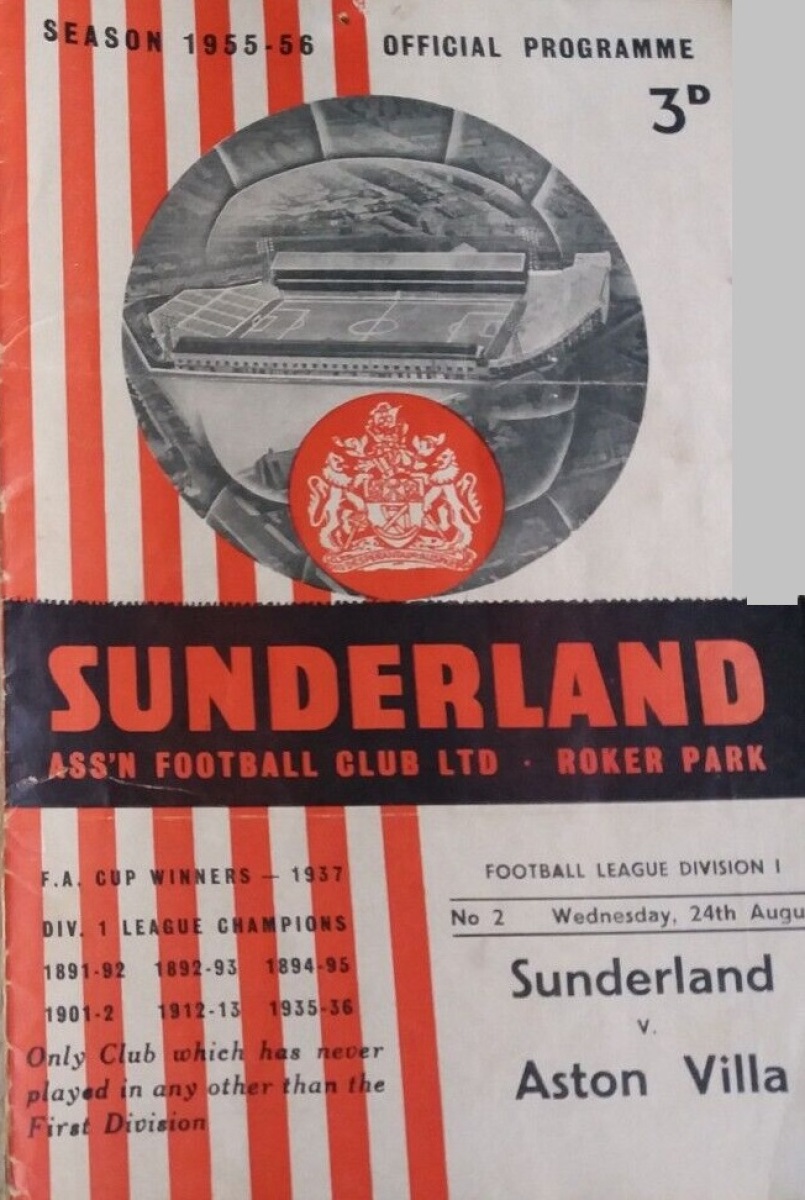 SEASON 1955-56 OFFICIAL PROGRAMME
3D
SUNDERLAND
ASS'N FOOTBALL CLUB LTD · ROKER PARK
F.A. CUP WINNERS — 1937
DIV. 1 LEAGUE CHAMPIONS
1891-92 1892-93 1894-95
1901-2 1912-13 1935-36
Only Club which has never
played in any other than the
First Division
FOOTBALL LEAGUE DIVISION I
No 2 Wednesday, 24th Augu
Sunderland
v.
Aston Villa